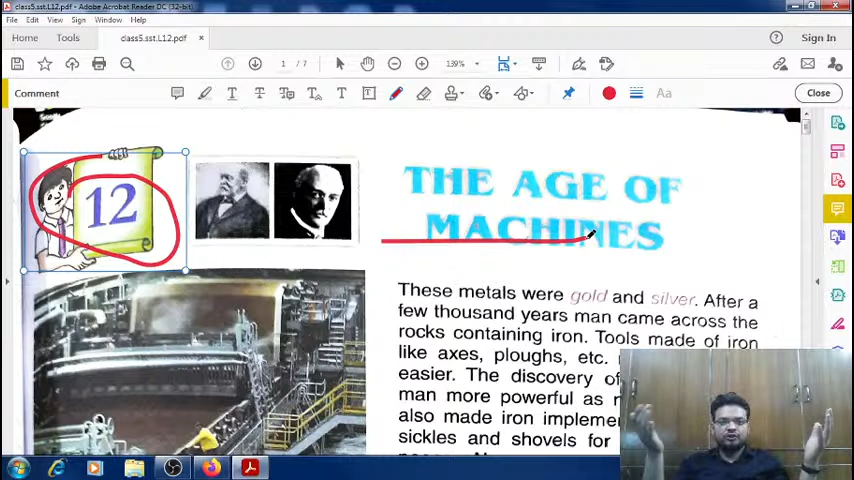 class5.sst.L12.pdf - Adobe Acrobat Reader DC (32-bit)
File Edit View Sign Window Help
Home Tools class5.sst.L12.pdf × Sign In
1 / 7 139%
Comment Aa Close
12
THE AGE OF
MACHINES
These metals were gold and silver. After a
few thousand years man came across the
rocks containing iron. Tools made of iron
like axes, ploughs, etc.
easier. The discovery of
man more powerful as
also made iron implem
sickles and shovels for